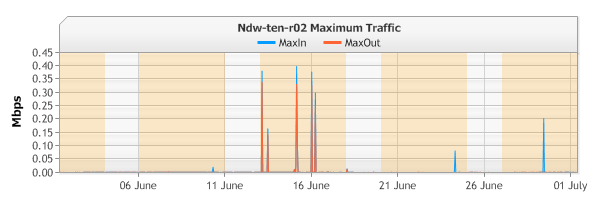 Ndw-ten-r02 Maximum Traffic
MaxIn MaxOut
Mbps
0.45
0.40
0.35
0.30
0.25
0.20
0.15
0.10
0.05
0.00
06 June 11 June 16 June 21 June 26 June 01 July